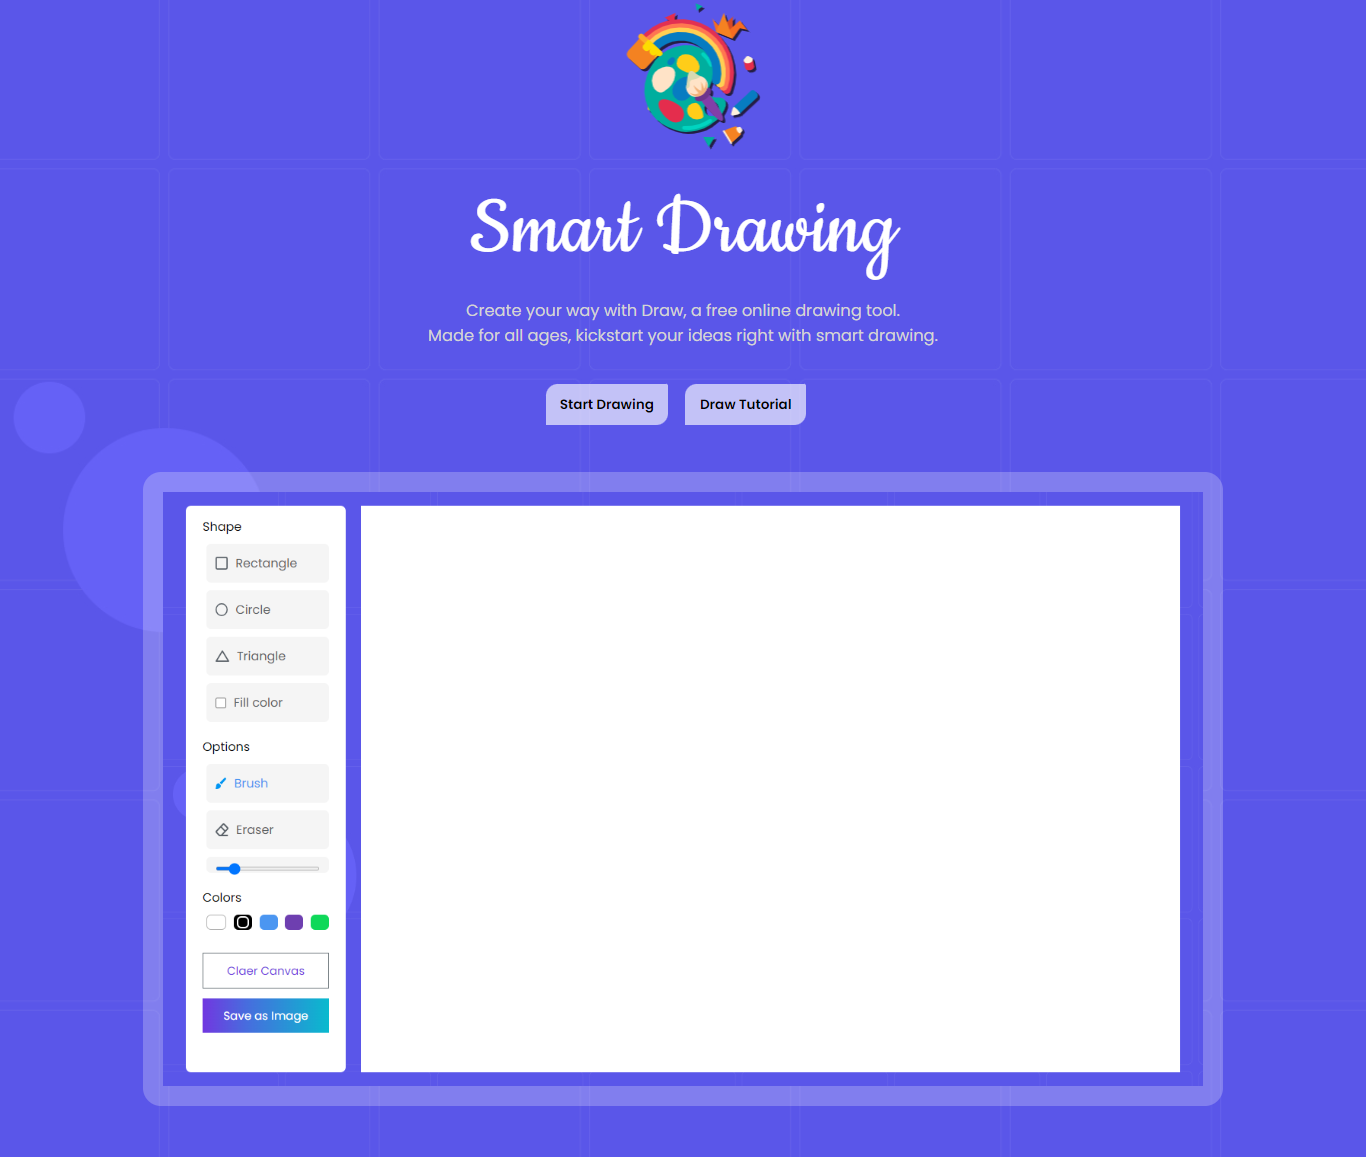 Smart Drawing
Create your way with Draw, a free online drawing tool.
Made for all ages, kickstart your ideas right with smart drawing.
Start Drawing
Draw Tutorial
Shape
Rectangle
Circle
Triangle
Fill color
Options
Brush
Eraser
Colors
Claer Canvas
Save as Image